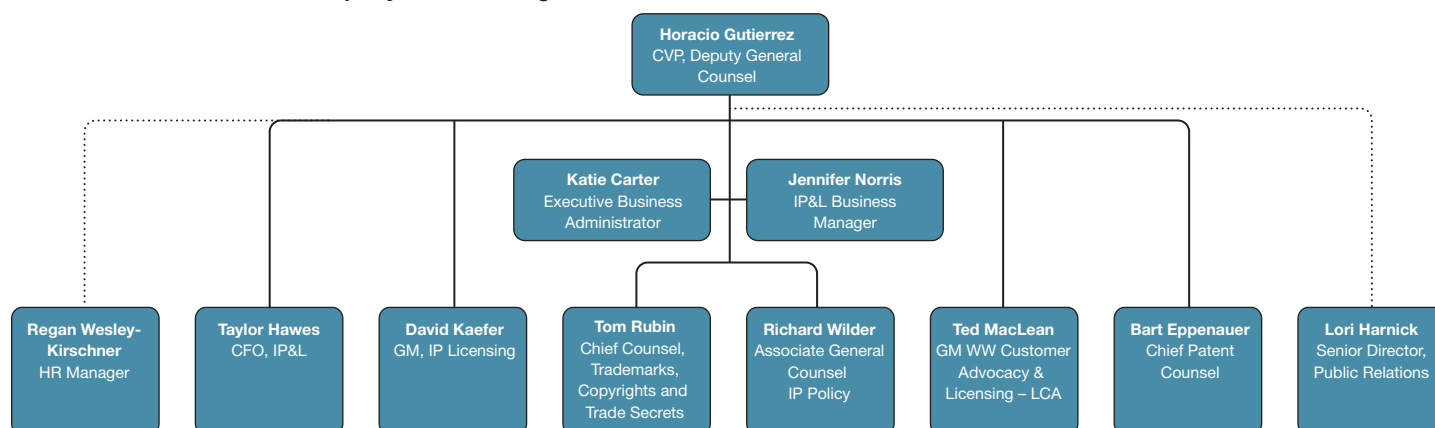 Horacio Gutierrez
CVP, Deputy General
Counsel
Katie Carter
Executive Business
Administrator
Jennifer Norris
IP&L Business
Manager
Regan Wesley-
Kirschner
HR Manager
Taylor Hawes
CFO, IP&L
David Kaefer
GM, IP Licensing
Tom Rubin
Chief Counsel,
Trademarks,
Copyrights and
Trade Secrets
Richard Wilder
Associate General
Counsel
IP Policy
Ted MacLean
GM WW Customer
Advocacy &
Licensing – LCA
Bart Eppenauer
Chief Patent
Counsel
Lori Harnick
Senior Director,
Public Relations